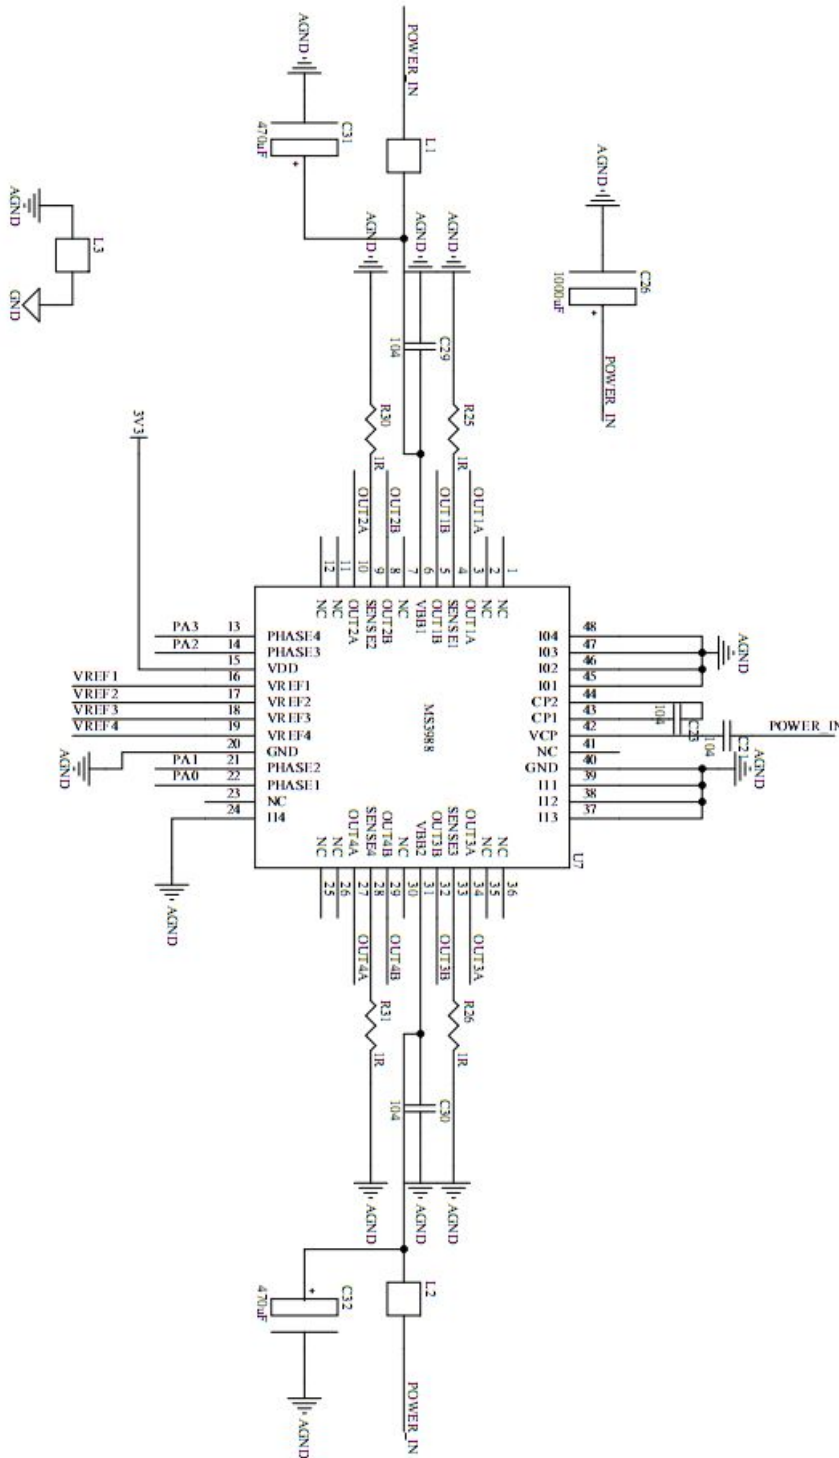 AGND
C31
470uF
+
POWER_IN
L1
AGND
C26
1000uF
+
POWER_IN
AGND
L3
GND
AGND
AGND
AGND
C29
104
R30
1R
R25
1R
3V3
OUT2A
OUT2B
OUT1B
OUT1A
12
11
10
9
8
7
6
5
4
3
2
1
NC
NC
OUT2A
SENSE2
OUT2B
NC
VBB1
OUT1B
SENSE1
OUT1A
NC
NC
PA3 13 PHASE4
PA2 14 PHASE3
15 VDD
VREF1 16 VREF1
VREF2 17 VREF2
VREF3 18 VREF3
VREF4 19 VREF4
AGND 20 GND
PA1 21 PHASE2
PA0 22 PHASE1
23 NC
24 I14
AGND
MS3988
I04 48
I03 47
I02 46
I01 45
CP2 44
CP1 43
VCP 42
NC 41
GND 40
I11 39
I12 38
I13 37
AGND
C23
104
C21
104
POWER_IN
AGND
U7
NC
NC
OUT4A
SENSE4
OUT4B
NC
VBB2
OUT3B
SENSE3
OUT3A
NC
NC
25
26
27
28
29
30
31
32
33
34
35
36
OUT4A
OUT4B
OUT3B
OUT3A
R31
1R
R26
1R
C30
104
AGND
AGND
AGND
C32
470uF
+
L2
AGND
POWER_IN